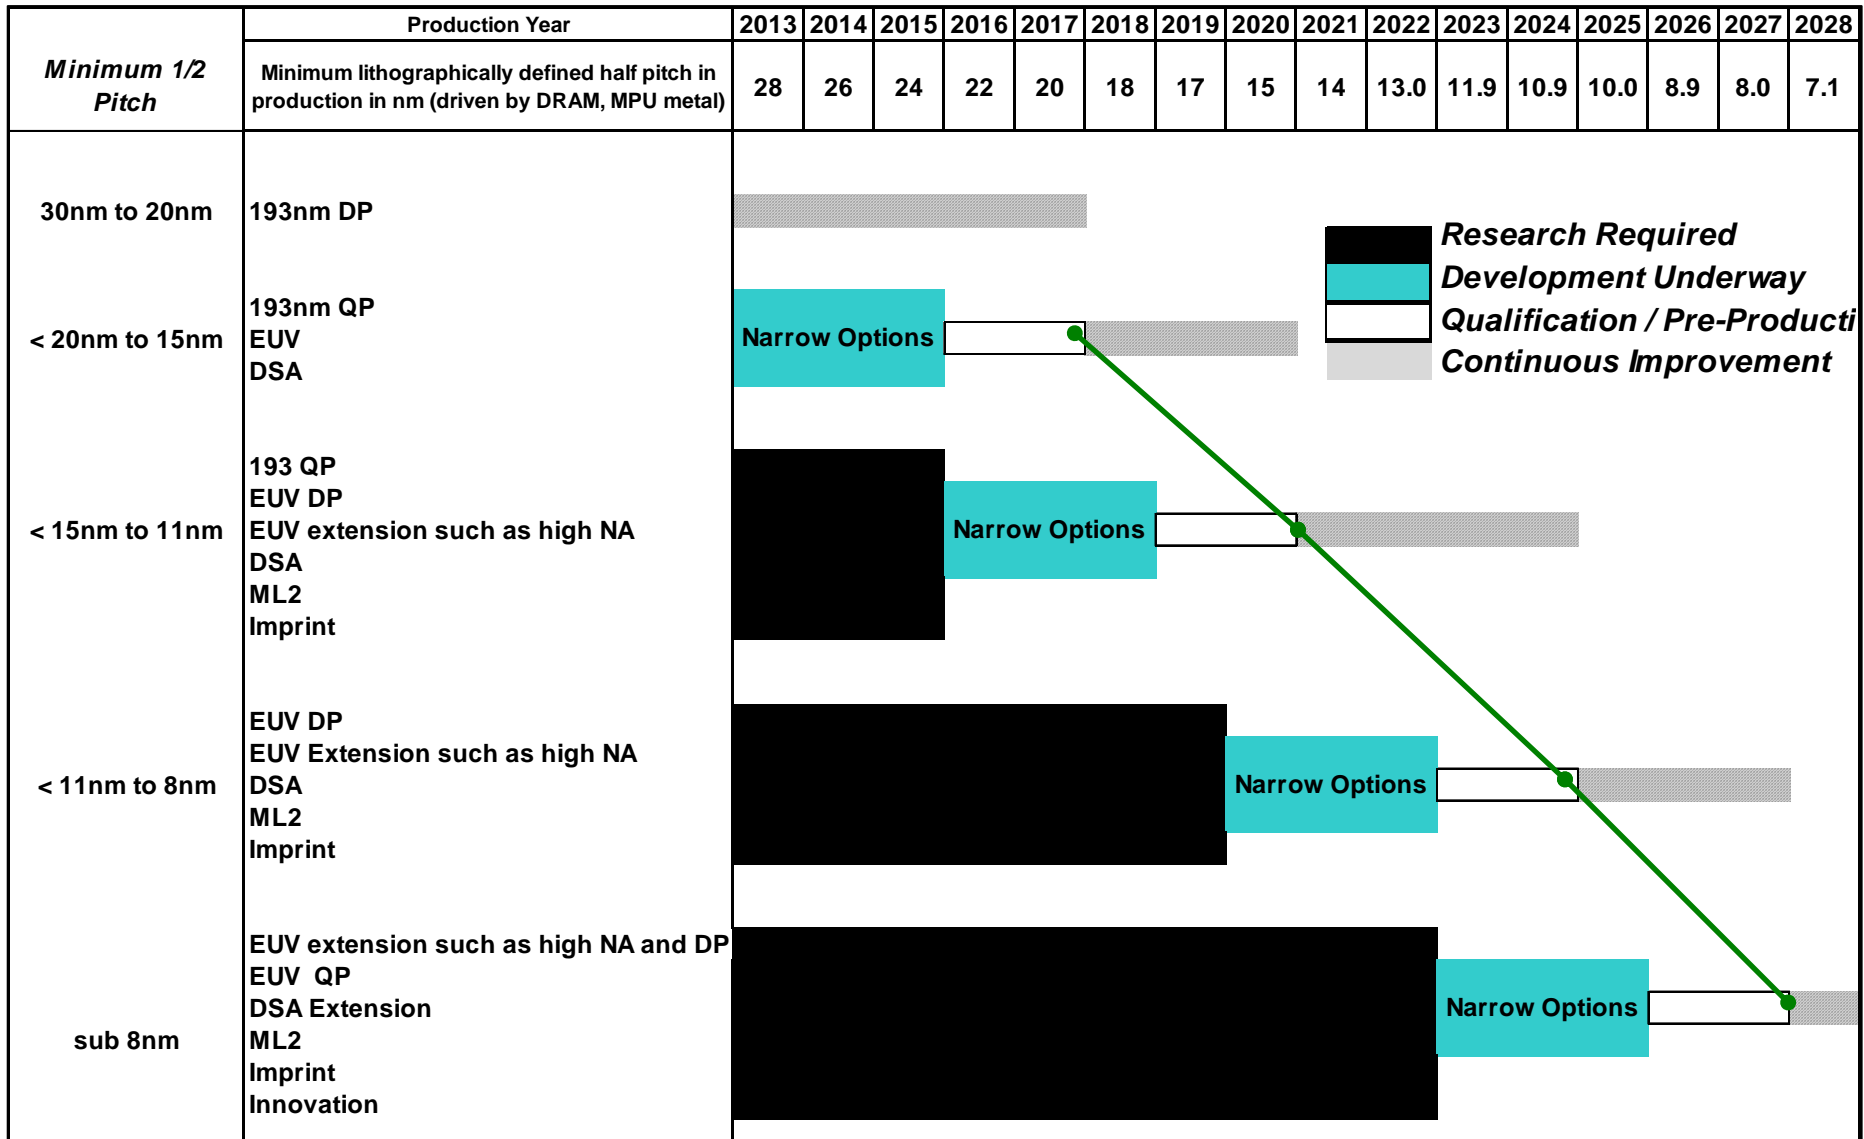 Production Year 2013 2014 2015 2016 2017 2018 2019 2020 2021 2022 2023 2024 2025 2026 2027 2028
Minimum 1/2
Pitch
Minimum lithographically defined half pitch in
production in nm (driven by DRAM, MPU metal)
28 26 24 22 20 18 17 15 14 13.0 11.9 10.9 10.0 8.9 8.0 7.1
30nm to 20nm
193nm DP
Research Required
Development Underway
Qualification / Pre-Producti
Continuous Improvement
< 20nm to 15nm
193nm QP
EUV
DSA
Narrow Options
< 15nm to 11nm
193 QP
EUV DP
EUV extension such as high NA
DSA
ML2
Imprint
Narrow Options
< 11nm to 8nm
EUV DP
EUV Extension such as high NA
DSA
ML2
Imprint
Narrow Options
sub 8nm
EUV extension such as high NA and DP
EUV QP
DSA Extension
ML2
Imprint
Innovation
Narrow Options